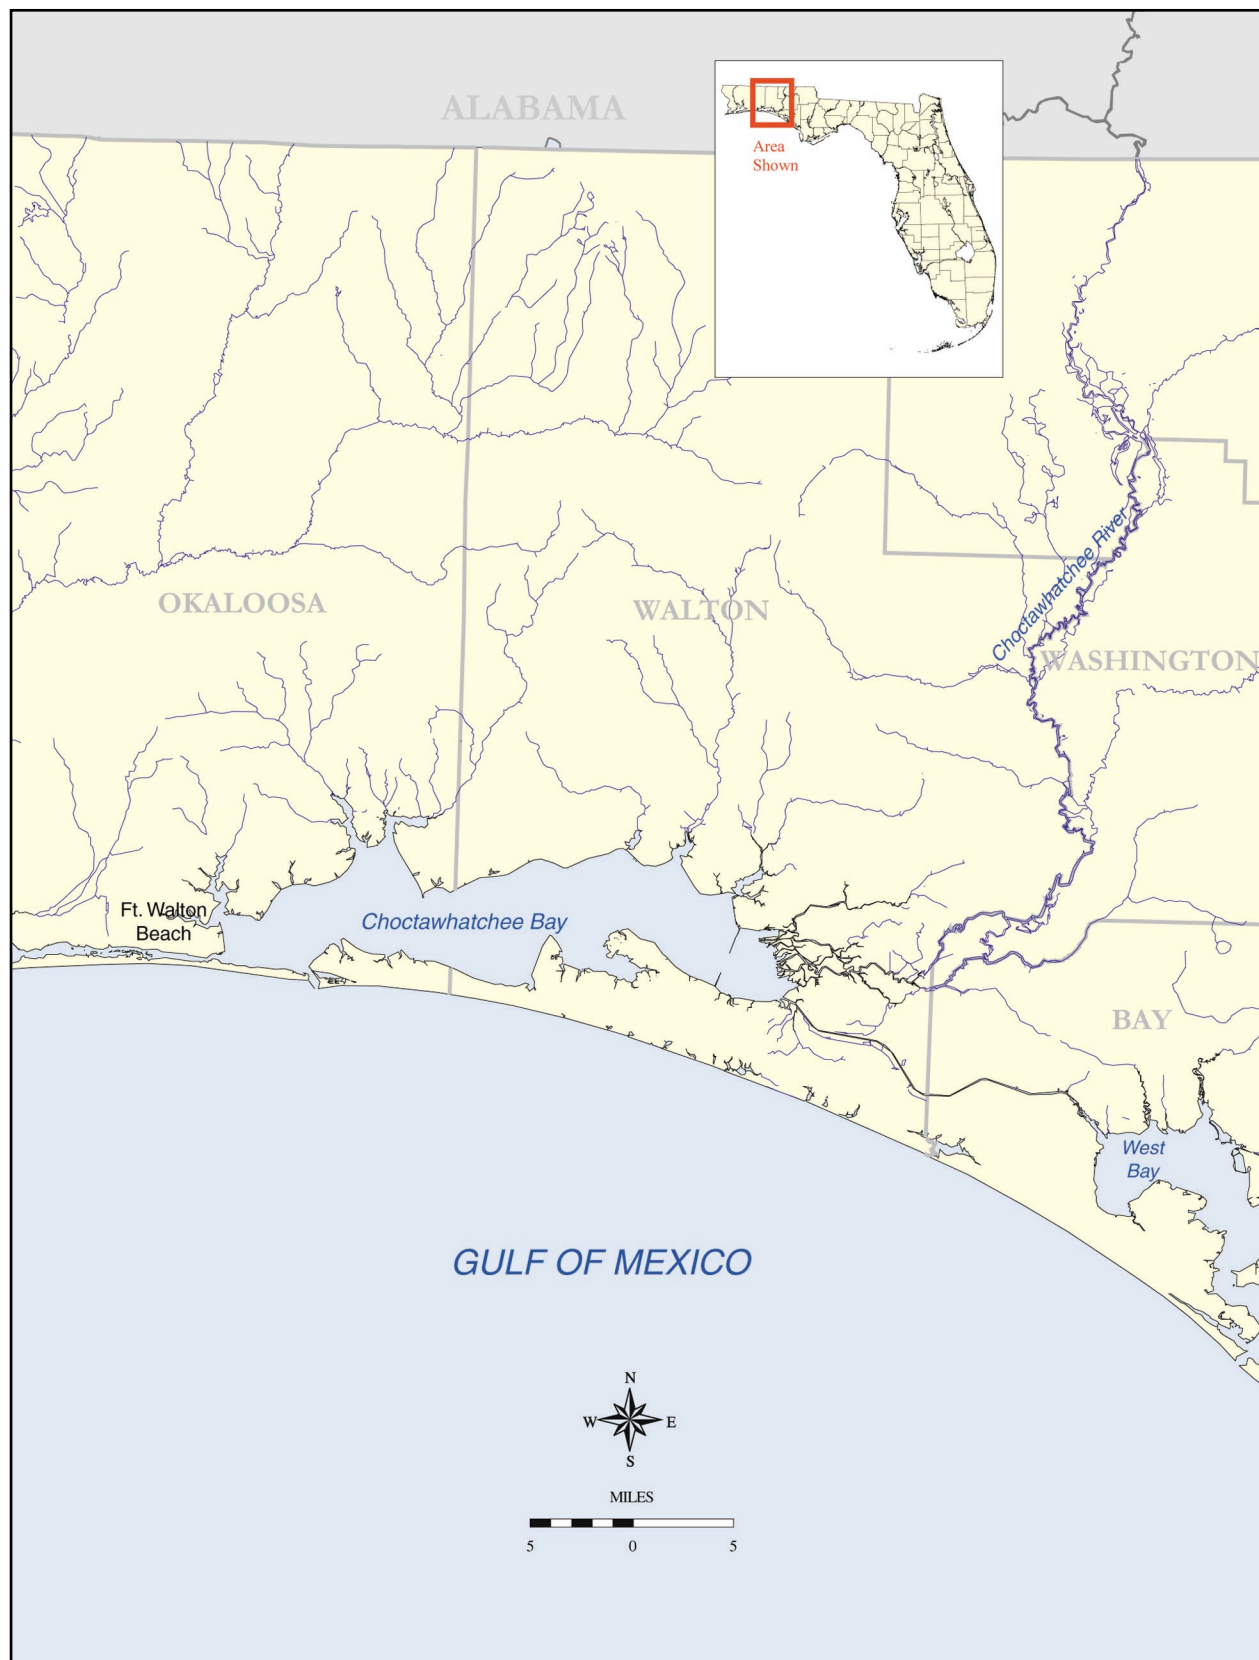 ALABAMA
Area
Shown
Choctawhatchee River
OKALOOSA
WALTON
WASHINGTON
Ft. Walton
Beach
Choctawhatchee Bay
BAY
West
Bay
GULF OF MEXICO
N
W
E
S
MILES
5
0
5